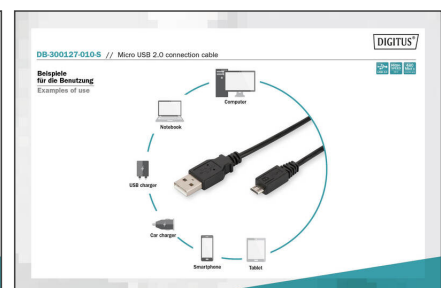 DIGITUS®
DB-300127-010-S // Micro USB 2.0 connection cable
Beispiele
für die Benutzung
Examples of use
Computer
Notebook
USB charger
Car charger
Smartphone
Tablet